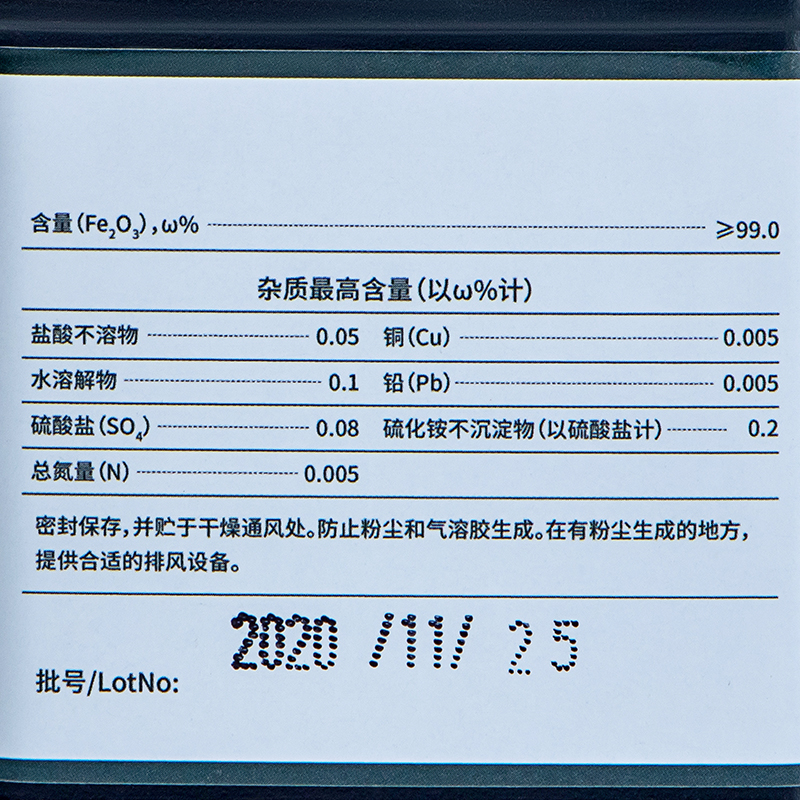 含量(Fe₂O₃),ω% ≥99.0
杂质最高含量(以ω%计)
盐酸不溶物 0.05 铜(Cu) 0.005
水溶解物 0.1 铅(Pb) 0.005
硫酸盐(SO₄) 0.08 硫化铵不沉淀物(以硫酸盐计) 0.2
总氮量(N) 0.005
密封保存,并贮于干燥通风处。防止粉尘和气溶胶生成。在有粉尘生成的地方,
提供合适的排风设备。
2020/11/25
批号/LotNo: